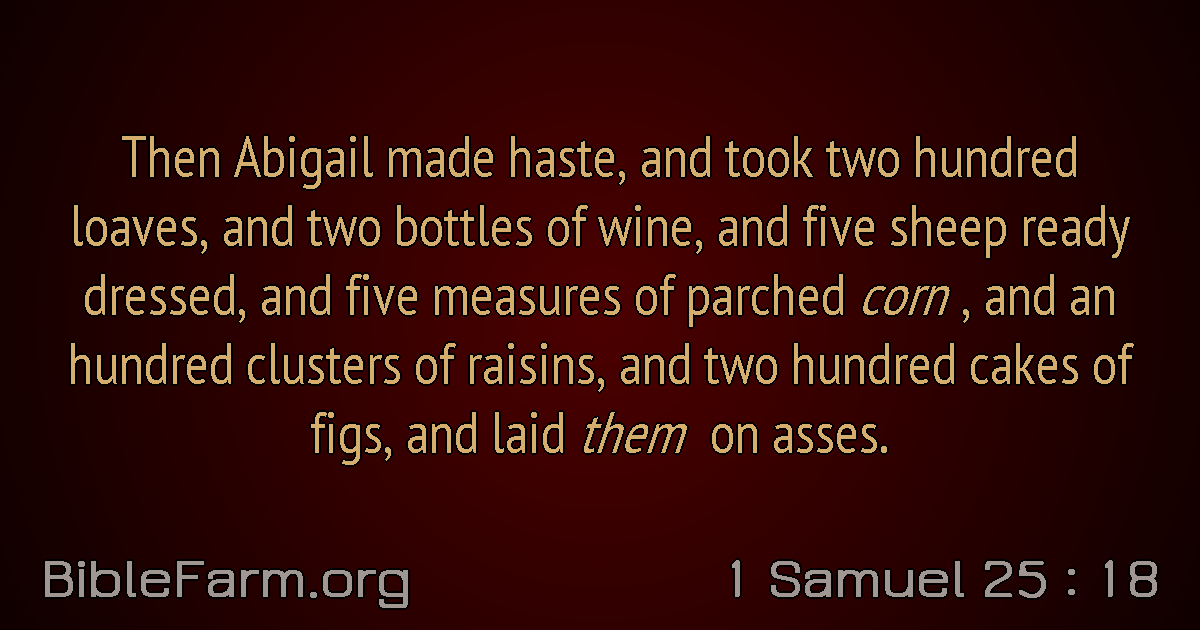 Then Abigail made haste, and took two hundred
loaves, and two bottles of wine, and five sheep ready
dressed, and five measures of parched corn , and an
hundred clusters of raisins, and two hundred cakes of
figs, and laid them on asses.
BibleFarm.org
1 Samuel 25 : 18